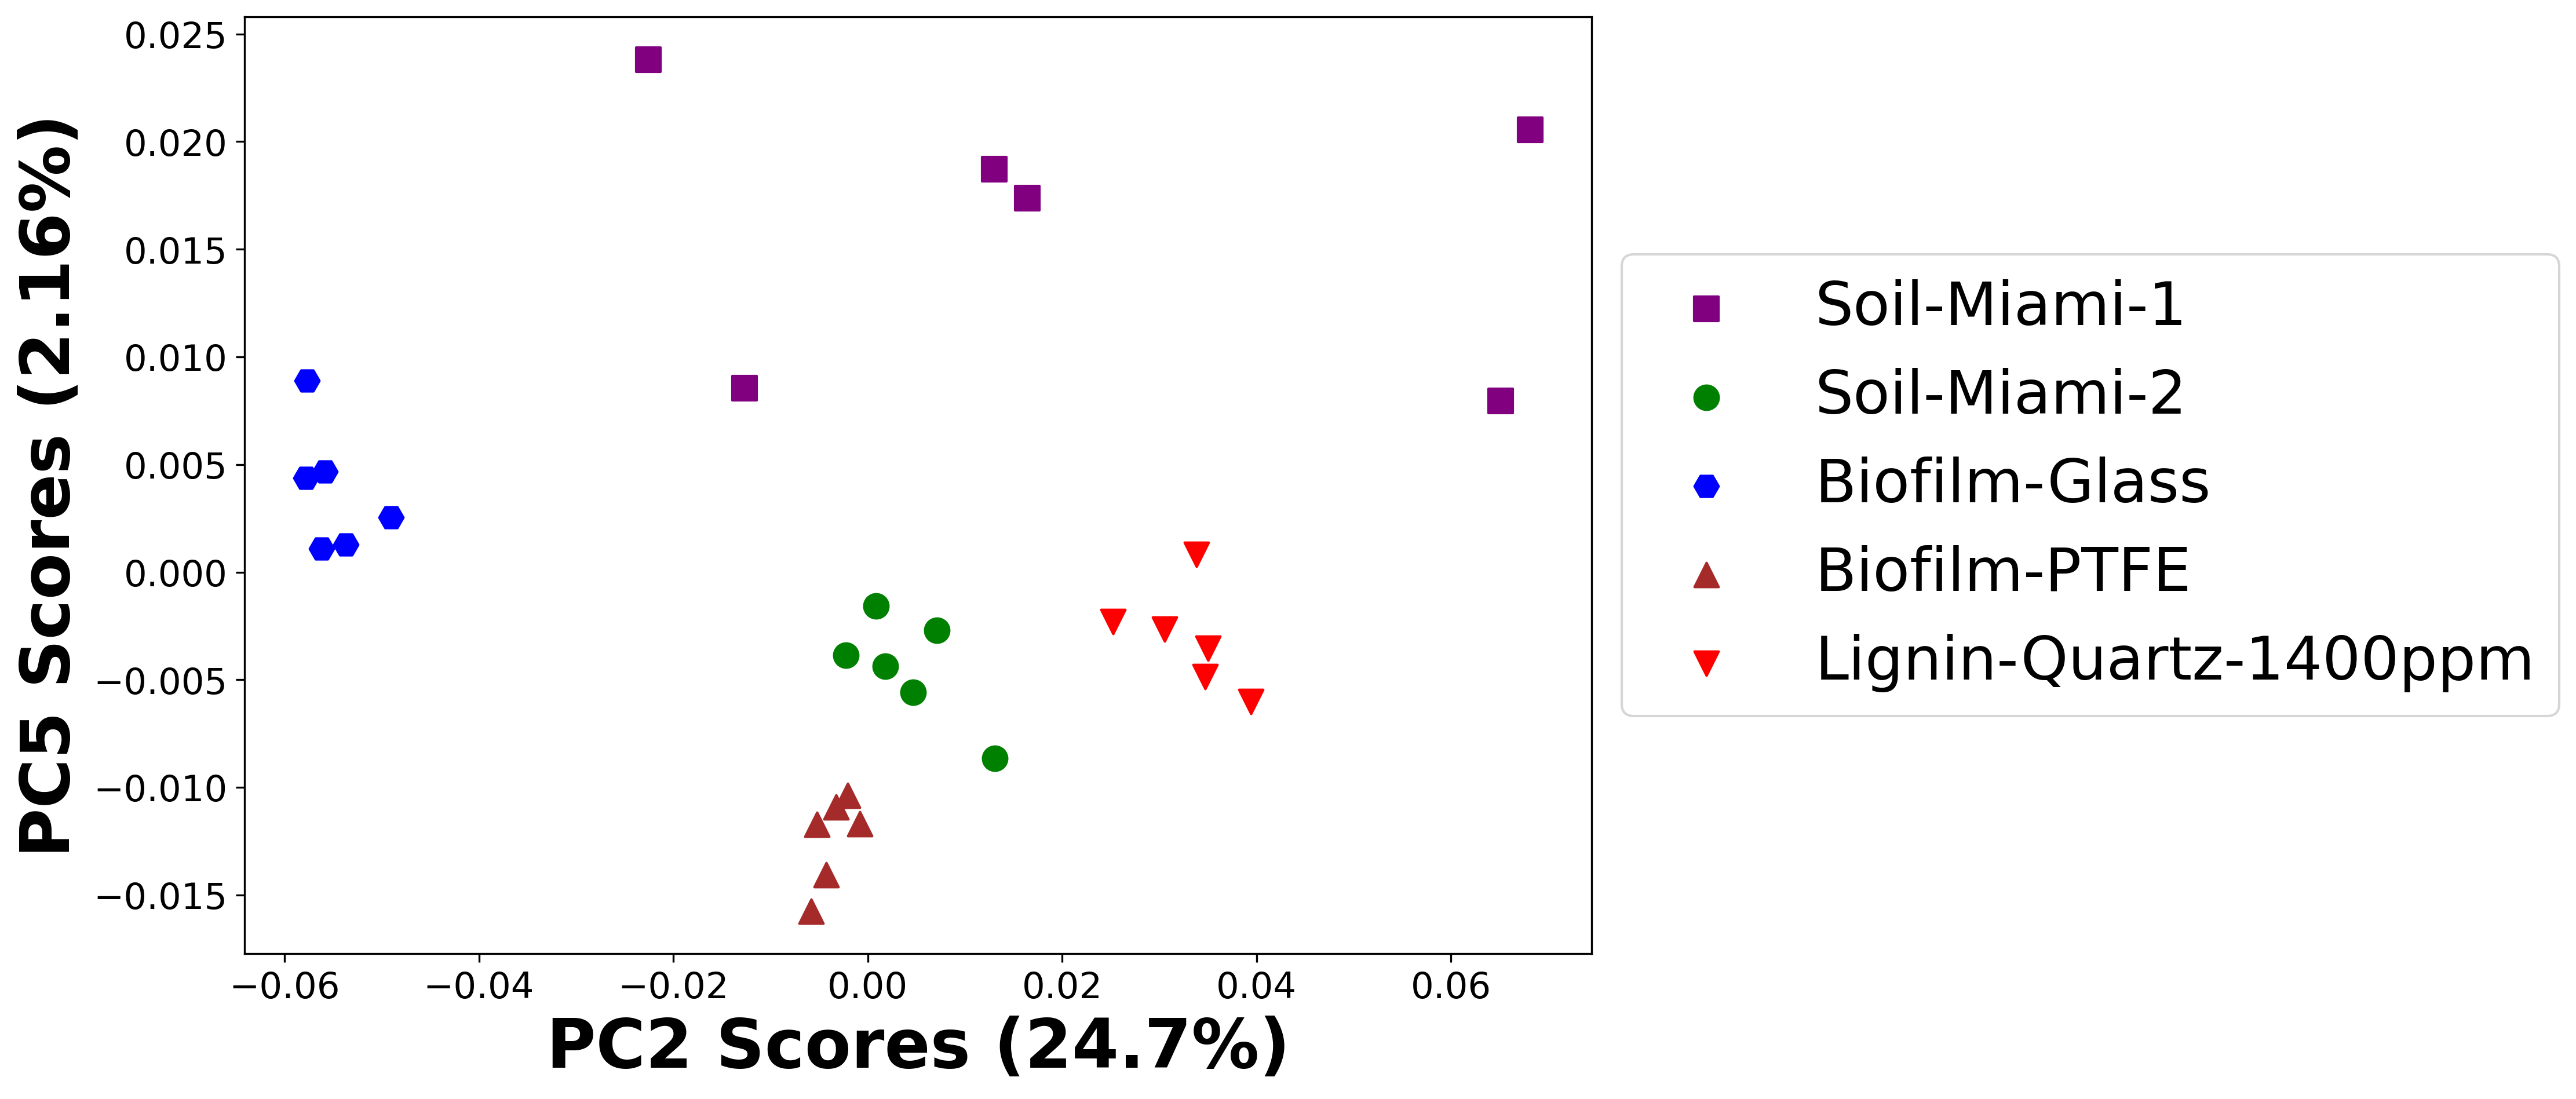 PC5 Scores (2.16%)
0.025
0.020
0.015
0.010
0.005
0.000
−0.005
−0.010
−0.015
−0.06 −0.04 −0.02 0.00 0.02 0.04 0.06
PC2 Scores (24.7%)
Soil-Miami-1
Soil-Miami-2
Biofilm-Glass
Biofilm-PTFE
Lignin-Quartz-1400ppm